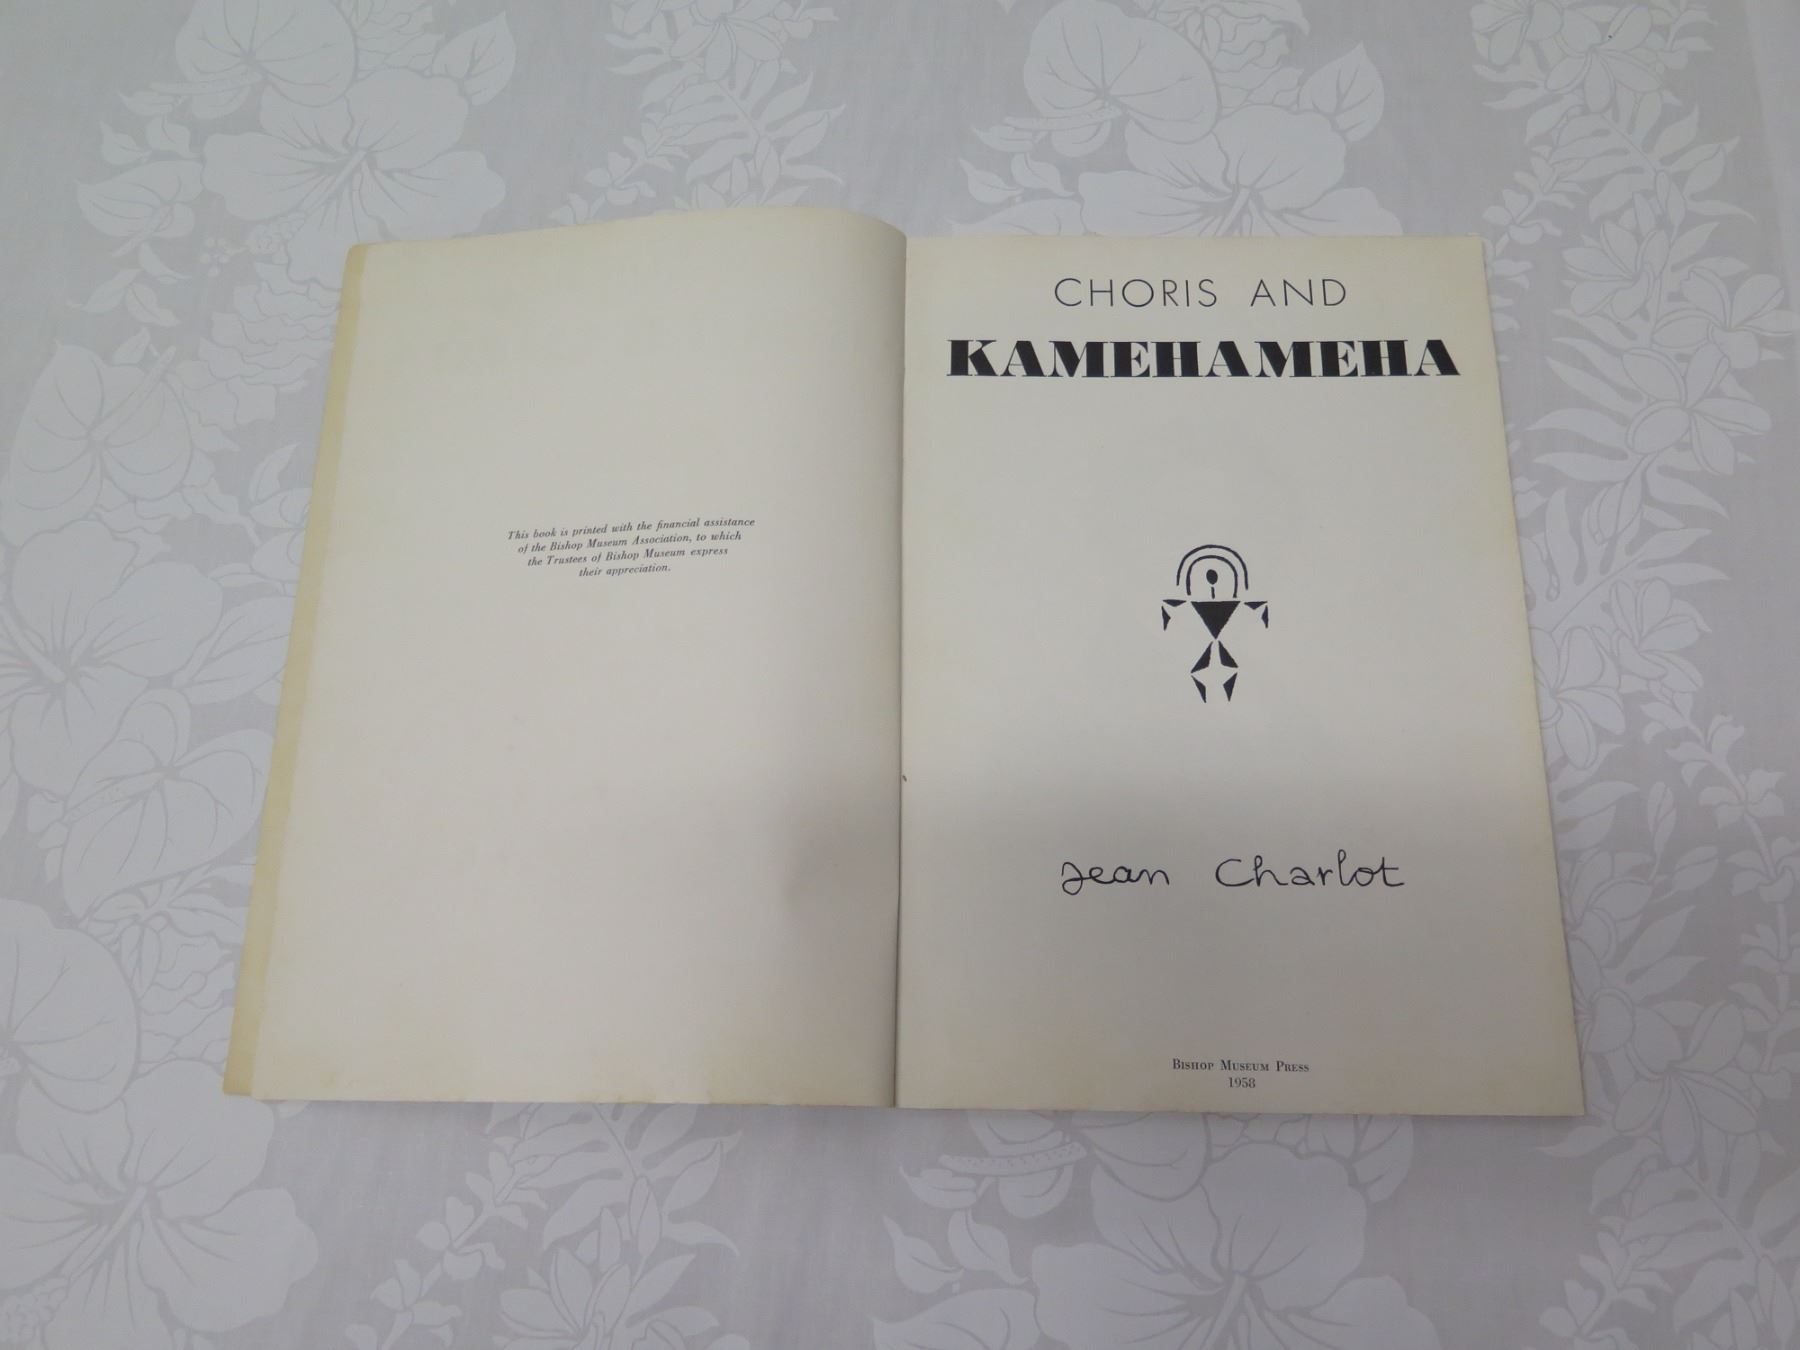 This book is printed with the financial assistance
of the Bishop Museum Association, to which
the Trustees of Bishop Museum express
their appreciation.
CHORIS AND
KAMEHAMEHA
Jean Charlot
BISHOP MUSEUM PRESS
1958